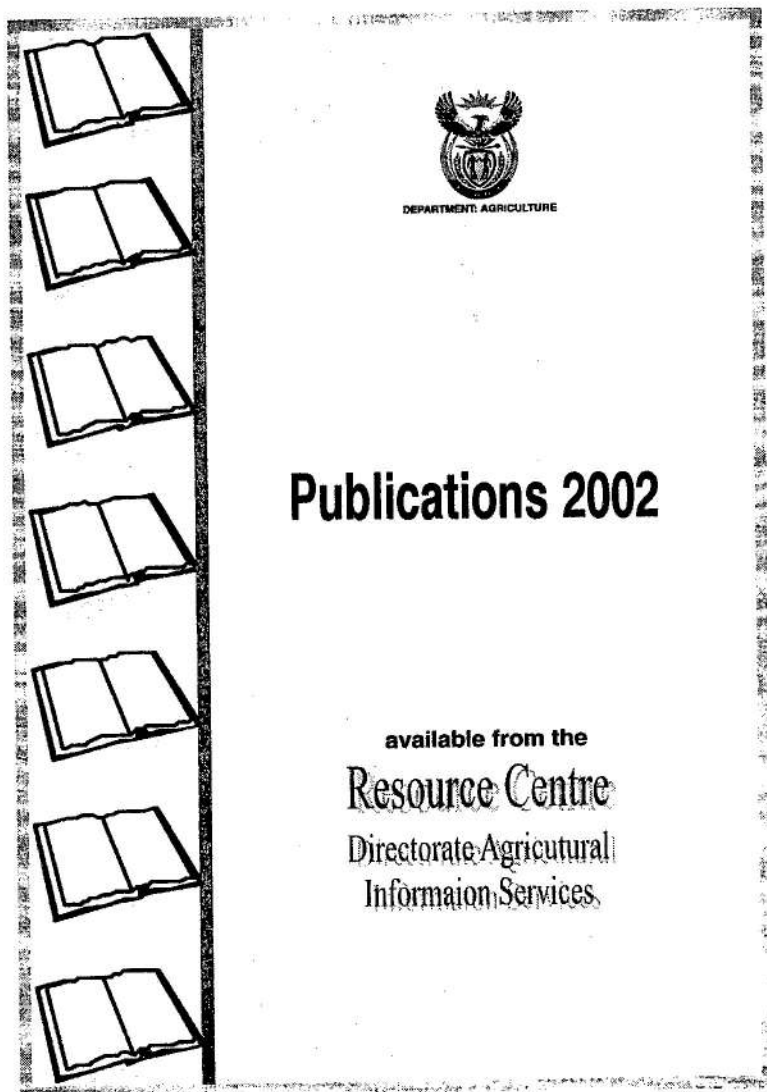 DEPARTMENT: AGRICULTURE
Publications 2002
available from the
Resource Centre
Directorate Agricutural
Informaion Services